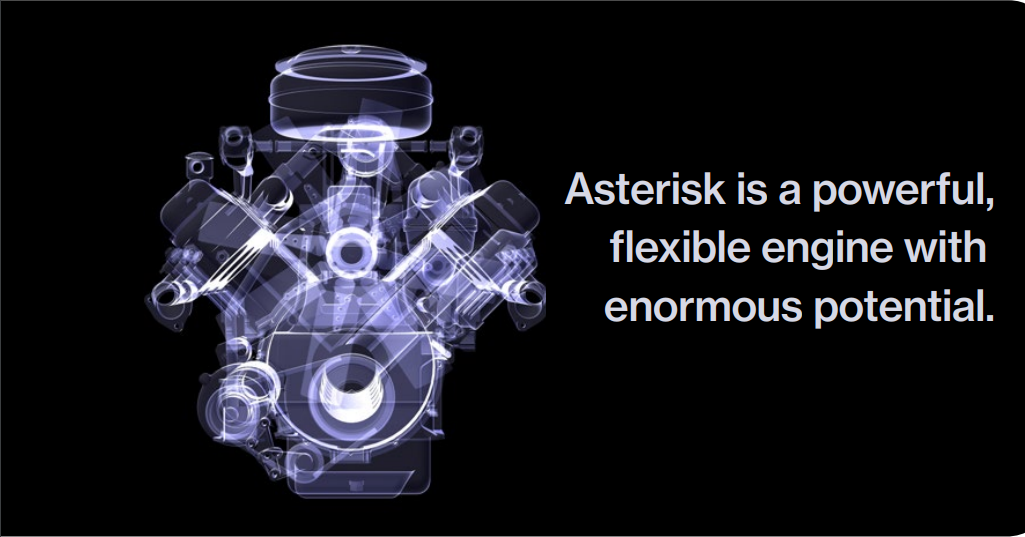 Asterisk is a powerful,
flexible engine with
enormous potential.